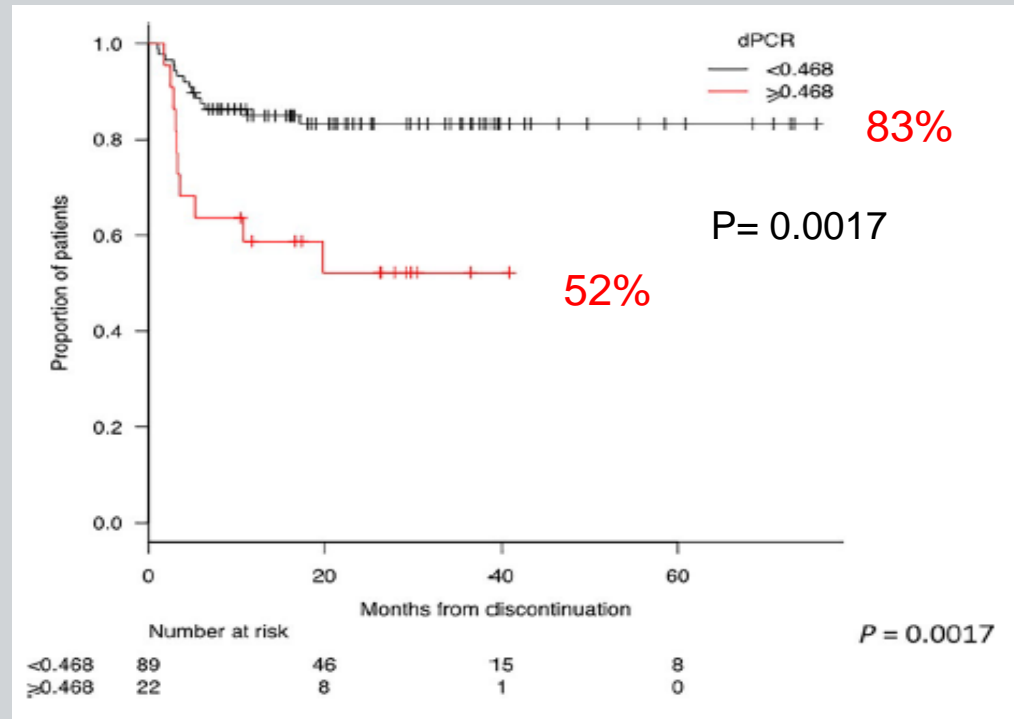 dPCR
<0.468
≥0.468
1.0
0.8
0.6
0.4
0.2
0.0
Proportion of patients
83%
P= 0.0017
52%
0 20 40 60
Months from discontinuation
Number at risk
P = 0.0017
<0.468 89 46 15 8
≥0.468 22 8 1 0